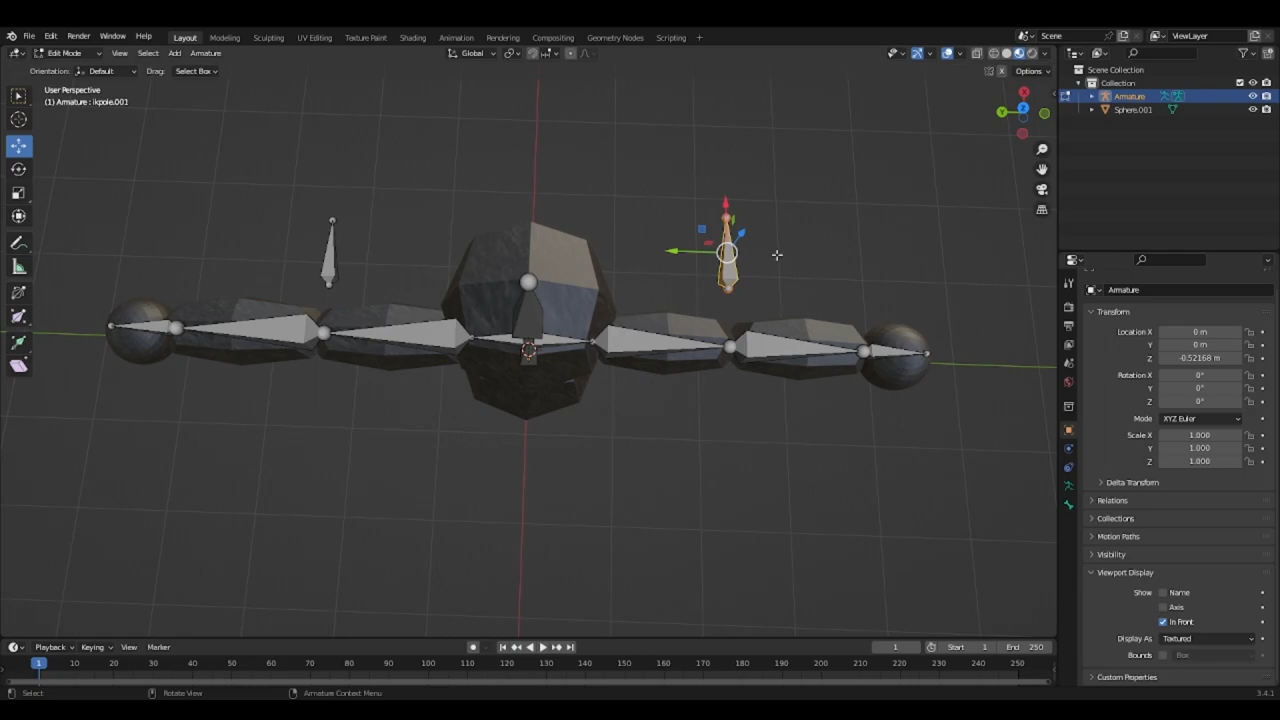 File Edit Render Window Help Layout Modeling Sculpting UV Editing Texture Paint Shading Animation Rendering Compositing Geometry Nodes Scripting + Scene ViewLayer
Edit Mode View Select Add Armature Global
Orientation: Default Drag: Select Box X Options
User Perspective
(1) Armature : ikpole.001
Scene Collection
Collection
Armature
Sphere.001
X
Y
Z
Armature
Transform
Location X 0 m
Y 0 m
Z -0.52168 m
Rotation X 0°
Y 0°
Z 0°
Mode XYZ Euler
Scale X 1.000
Y 1.000
Z 1.000
Delta Transform
Relations
Collections
Motion Paths
Visibility
Viewport Display
Show Name
Axis
In Front
Display As Textured
Bounds Box
Custom Properties
Playback Keying View Marker 1 Start 1 End 250
1 10 20 30 40 50 60 70 80 90 100 110 120 130 140 150 160 170 180 190 200 210 220 230 240 250
Select Rotate View Armature Context Menu 3.4.1